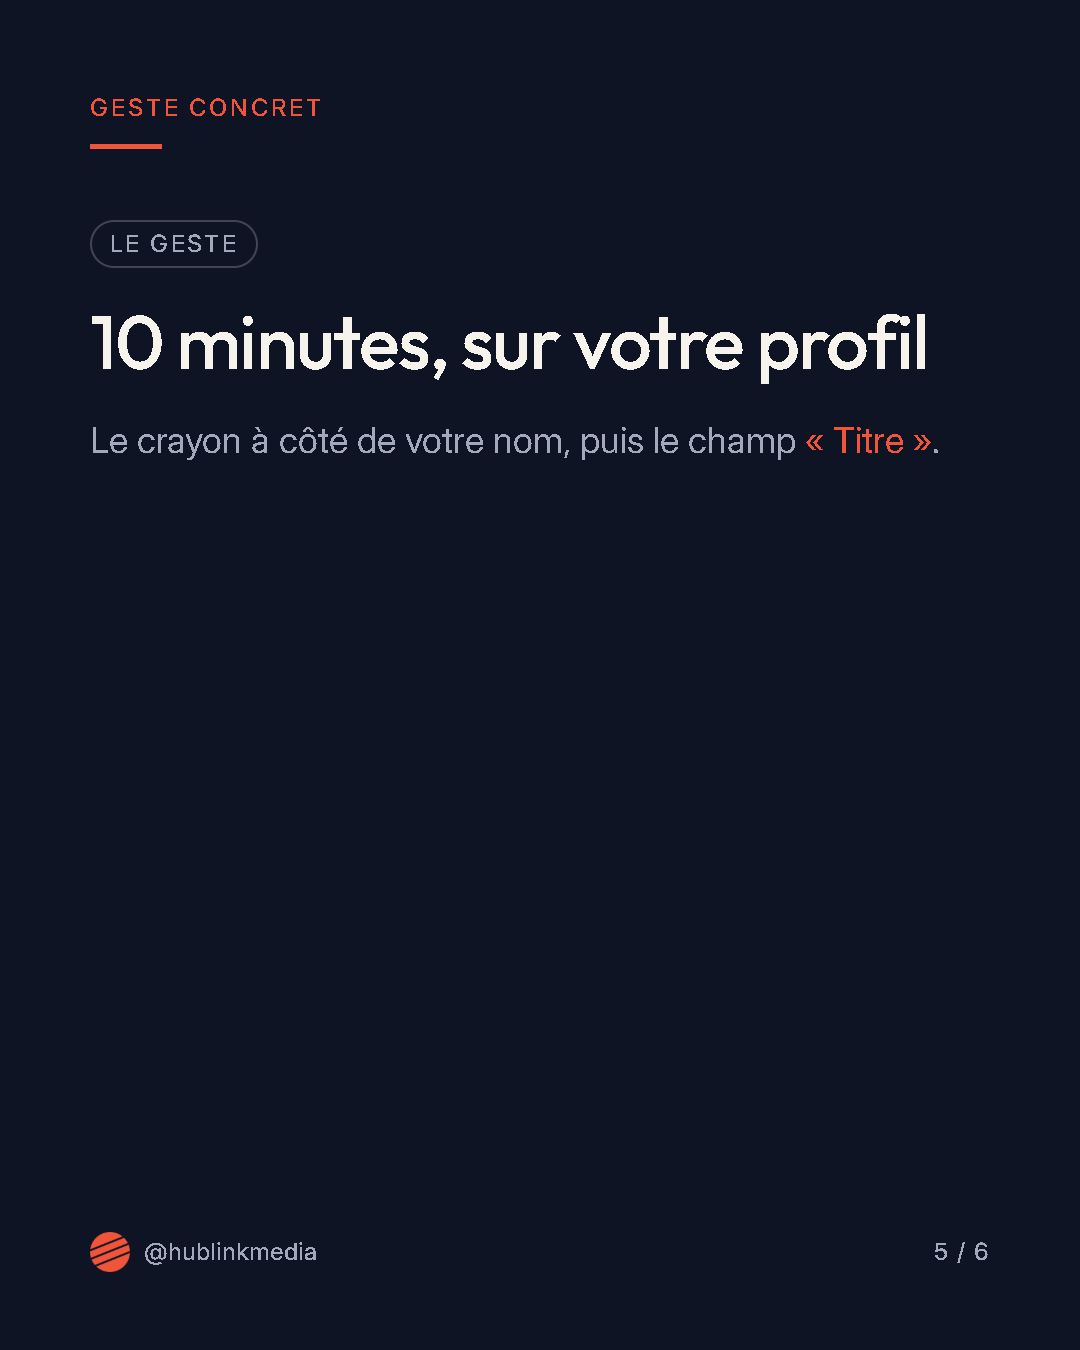 GESTE CONCRET
LE GESTE
10 minutes, sur votre profil
Le crayon à côté de votre nom, puis le champ « Titre ».
@hublinkmedia
5 / 6